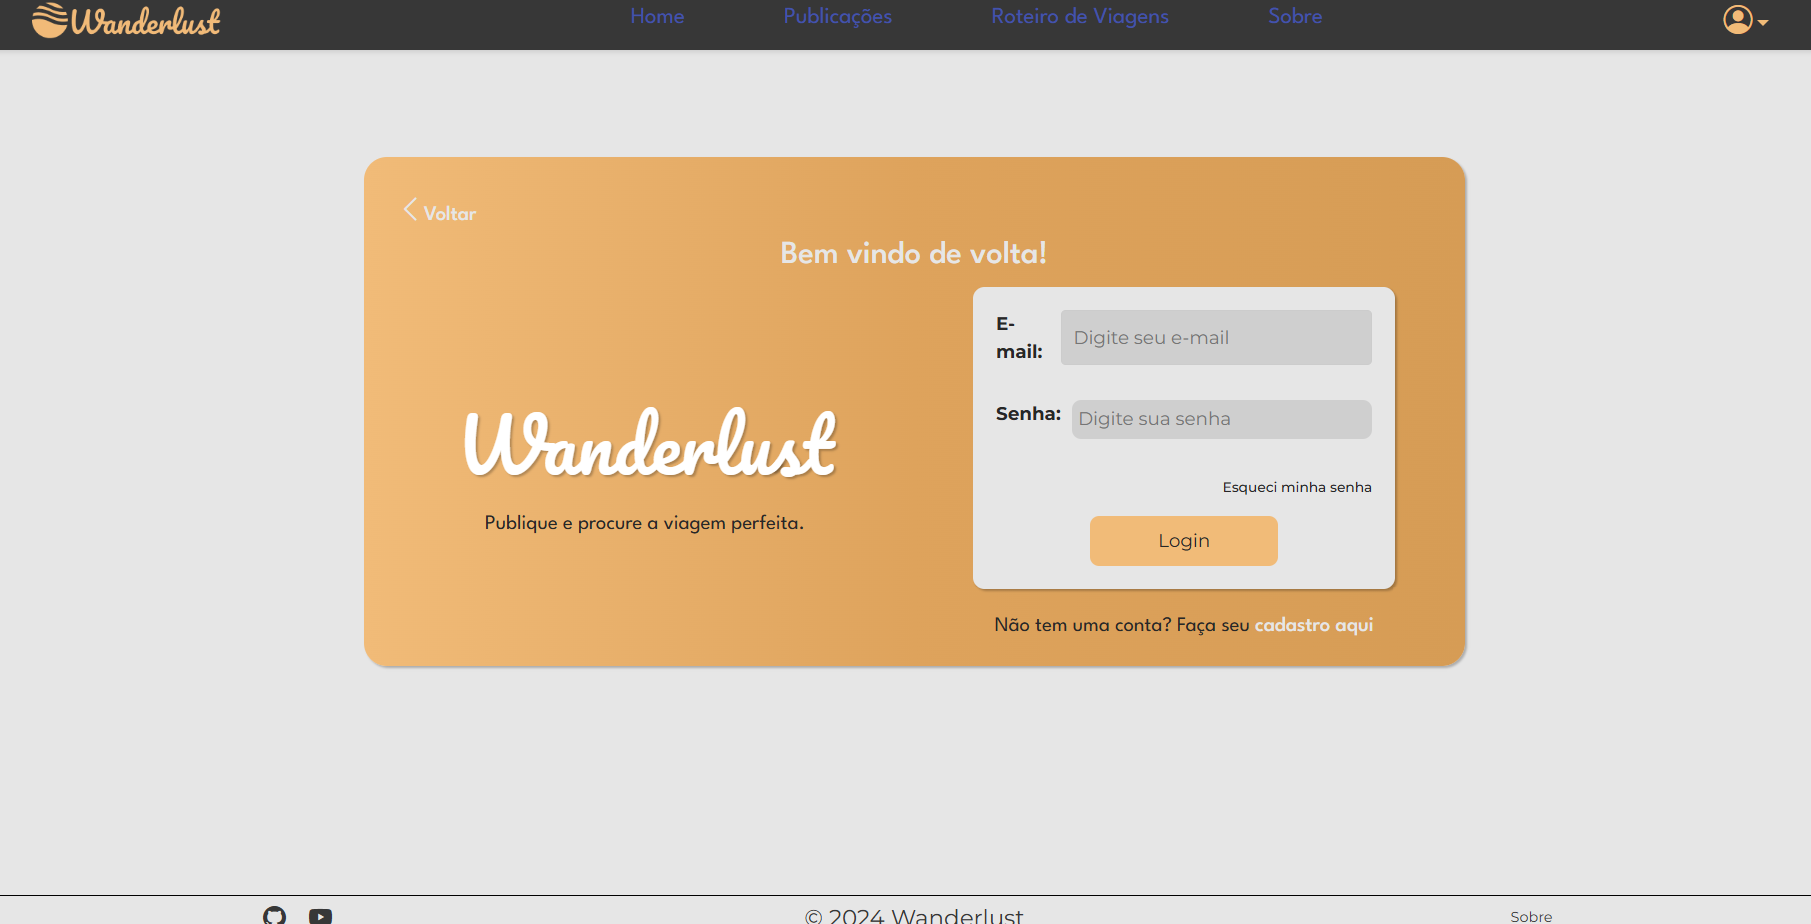 Wanderlust
Home
Publicações
Roteiro de Viagens
Sobre
Voltar
Bem vindo de volta!
E-
mail:
Digite seu e-mail
Senha:
Digite sua senha
Esqueci minha senha
Login
Wanderlust
Publique e procure a viagem perfeita.
Não tem uma conta? Faça seu cadastro aqui
© 2024 Wanderlust
Sobre